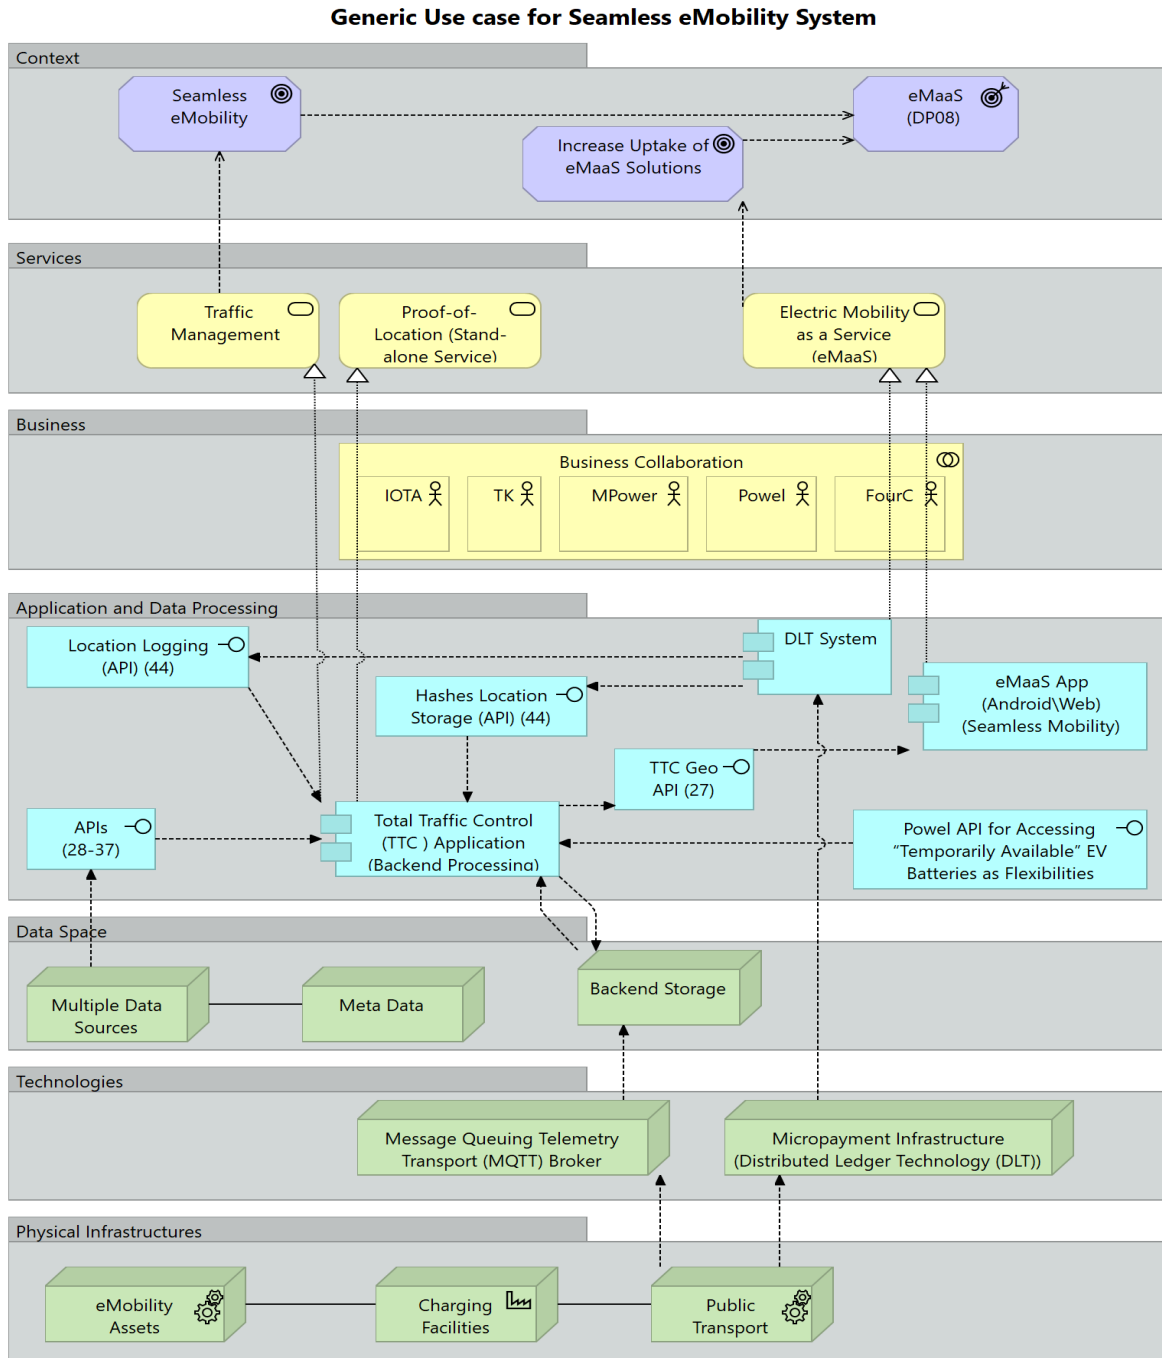 Generic Use case for Seamless eMobility System
Context
Seamless
eMobility
eMaaS
(DP08)
Increase Uptake of
eMaaS Solutions
Services
Traffic
Management
Proof-of-
Location (Stand-
alone Service)
Electric Mobility
as a Service
(eMaaS)
Business
Business Collaboration
IOTA
TK
MPower
Powel
FourC
Application and Data Processing
Location Logging
(API) (44)
DLT System
Hashes Location
Storage (API) (44)
eMaaS App
(Android\Web)
(Seamless Mobility)
TTC Geo
API (27)
APIs
(28-37)
Total Traffic Control
(TTC ) Application
(Backend Processing)
Powel API for Accessing
“Temporarily Available” EV
Batteries as Flexibilities
Data Space
Multiple Data
Sources
Meta Data
Backend Storage
Technologies
Message Queuing Telemetry
Transport (MQTT) Broker
Micropayment Infrastructure
(Distributed Ledger Technology (DLT))
Physical Infrastructures
eMobility
Assets
Charging
Facilities
Public
Transport